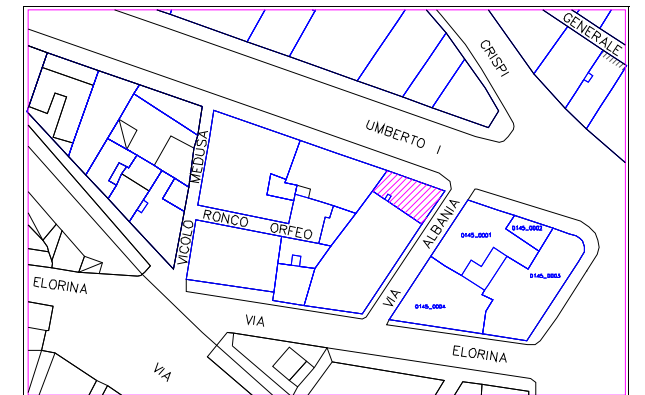 GENERALE
CRISPI
UMBERTO I
MEDUSA
RONCO ORFEO
VICOLO
ALBANIA
0145_0001
0145_0002
0145_0003
ELORINA
VIA
0145_0004
VIA
ELORINA
VIA